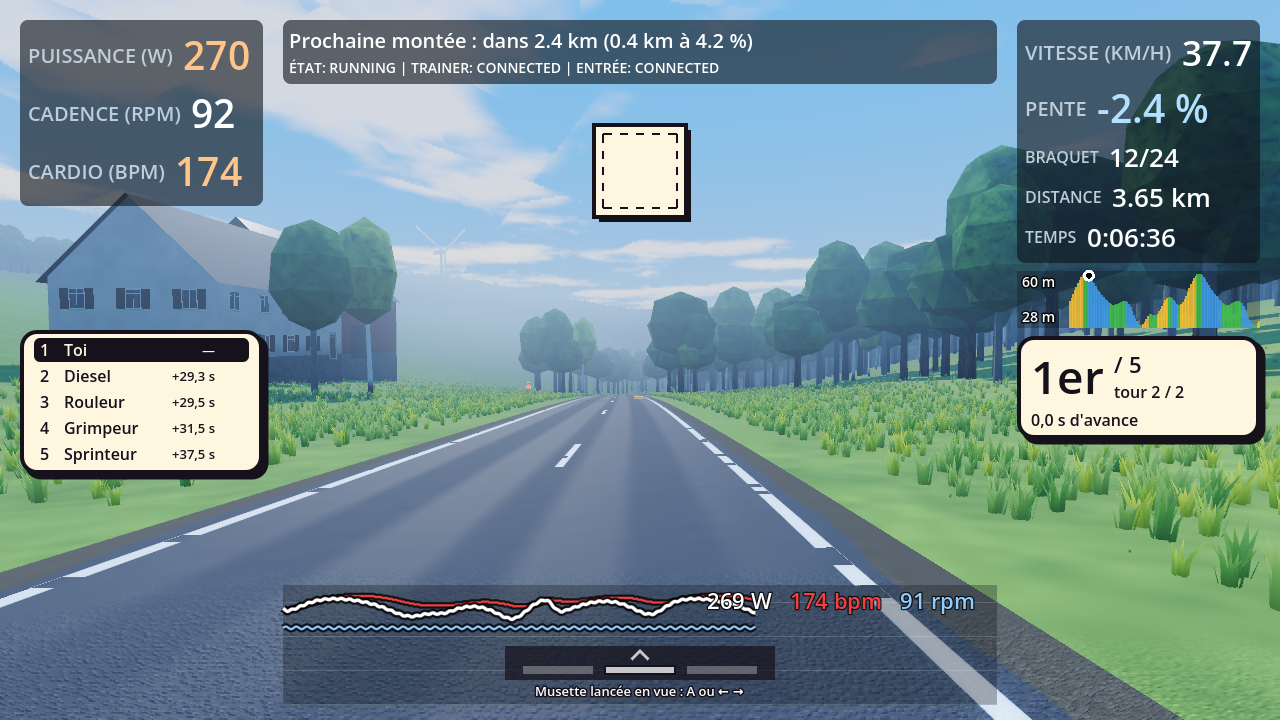 PUISSANCE (W) 270
CADENCE (RPM) 92
CARDIO (BPM) 174
Prochaine montée : dans 2.4 km (0.4 km à 4.2 %)
ÉTAT: RUNNING | TRAINER: CONNECTED | ENTRÉE: CONNECTED
VITESSE (KM/H) 37.7
PENTE -2.4 %
BRAQUET 12/24
DISTANCE 3.65 km
TEMPS 0:06:36
60 m
28 m
1 Toi —
2 Diesel +29,3 s
3 Rouleur +29,5 s
4 Grimpeur +31,5 s
5 Sprinteur +37,5 s
1er / 5
tour 2 / 2
0,0 s d'avance
269 W 174 bpm 91 rpm
Musette lancée en vue : A ou ← →